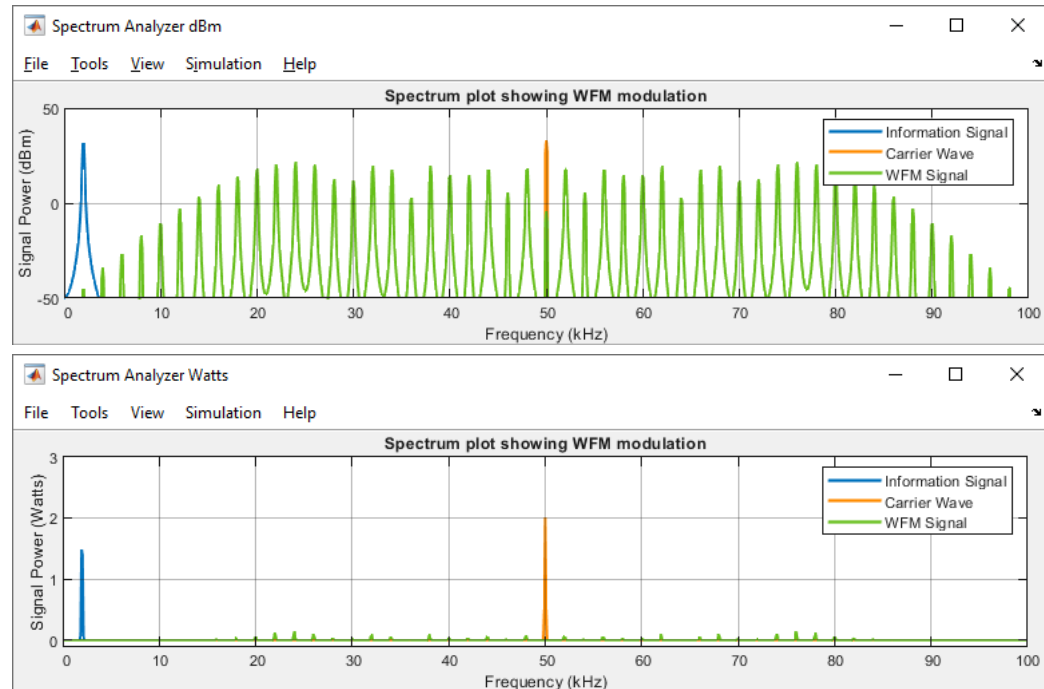 Spectrum Analyzer dBm
File Tools View Simulation Help
Spectrum plot showing WFM modulation
Signal Power (dBm)
50
0
-50
Information Signal
Carrier Wave
WFM Signal
0 10 20 30 40 50 60 70 80 90 100
Frequency (kHz)
Spectrum Analyzer Watts
File Tools View Simulation Help
Spectrum plot showing WFM modulation
Signal Power (Watts)
3
2
1
0
Information Signal
Carrier Wave
WFM Signal
0 10 20 30 40 50 60 70 80 90 100
Frequency (kHz)